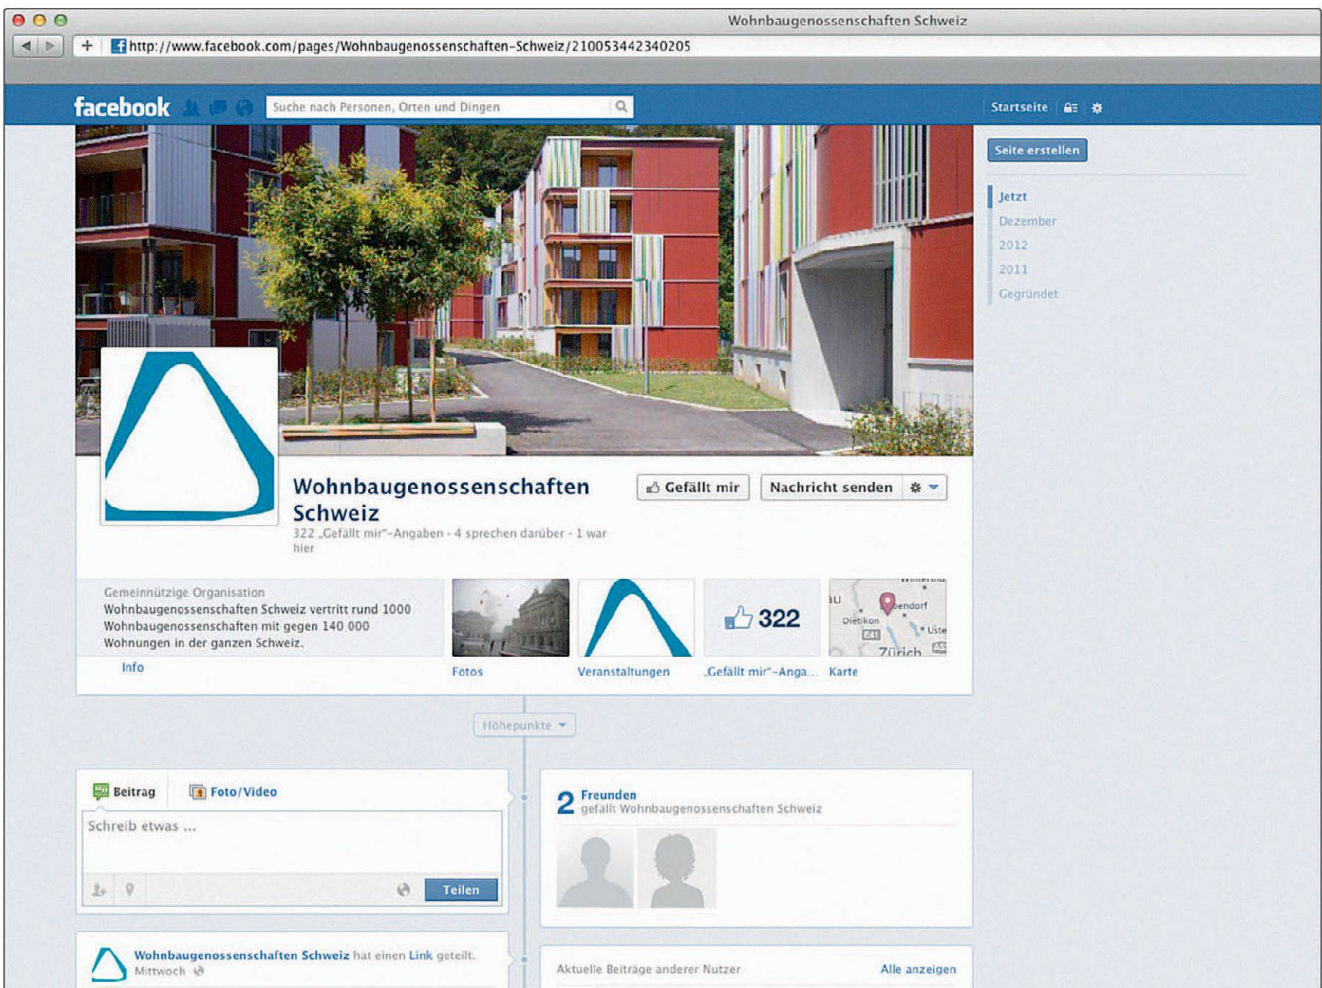 Wohnbaugenossenschaften Schweiz
http://www.facebook.com/pages/Wohnbaugenossenschaften-Schweiz/210053442340205
facebook
Suche nach Personen, Orten und Dingen
Startseite
Seite erstellen
Jetzt
Dezember
2012
2011
Gegründet
Wohnbaugenossenschaften
Schweiz
Gefällt mir
Nachricht senden
322 „Gefällt mir“-Angaben · 4 sprechen darüber · 1 war
hier
Gemeinnützige Organisation
Wohnbaugenossenschaften Schweiz vertritt rund 1000
Wohnbaugenossenschaften mit gegen 140 000
Wohnungen in der ganzen Schweiz.
Info
Fotos
Veranstaltungen
322
„Gefällt mir“-Anga...
Dietikon
E41
Zürich
Karte
Höhepunkte
Beitrag
Foto/Video
Schreib etwas ...
Teilen
2 Freunden
gefällt Wohnbaugenossenschaften Schweiz
Wohnbaugenossenschaften Schweiz hat einen Link geteilt.
Mittwoch
Aktuelle Beiträge anderer Nutzer
Alle anzeigen